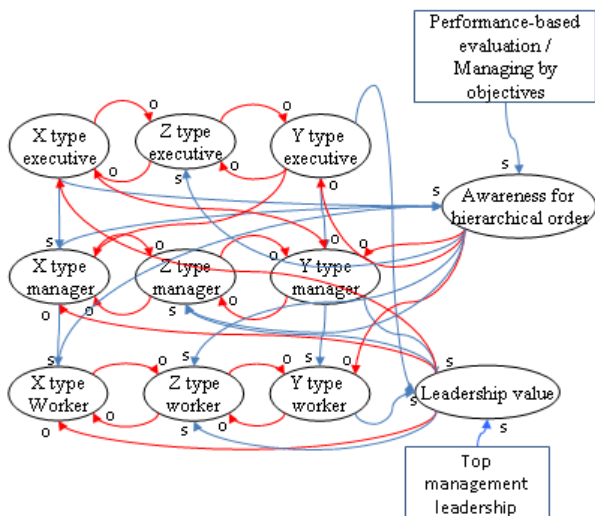 Performance-based
evaluation /
Managing by
objectives
o
o
X type
executive
Z type
executive
Y type
executive
o
o
s
o
s
s
Awareness for
hierarchical order
s
o
o
o
X type
manager
Z type
manager
Y type
manager
o
o
o
s
s
s
s
s
o
o
o
X type
Worker
Z type
worker
Y type
worker
Leadership value
o
o
s
o
s
s
Top
management
leadership